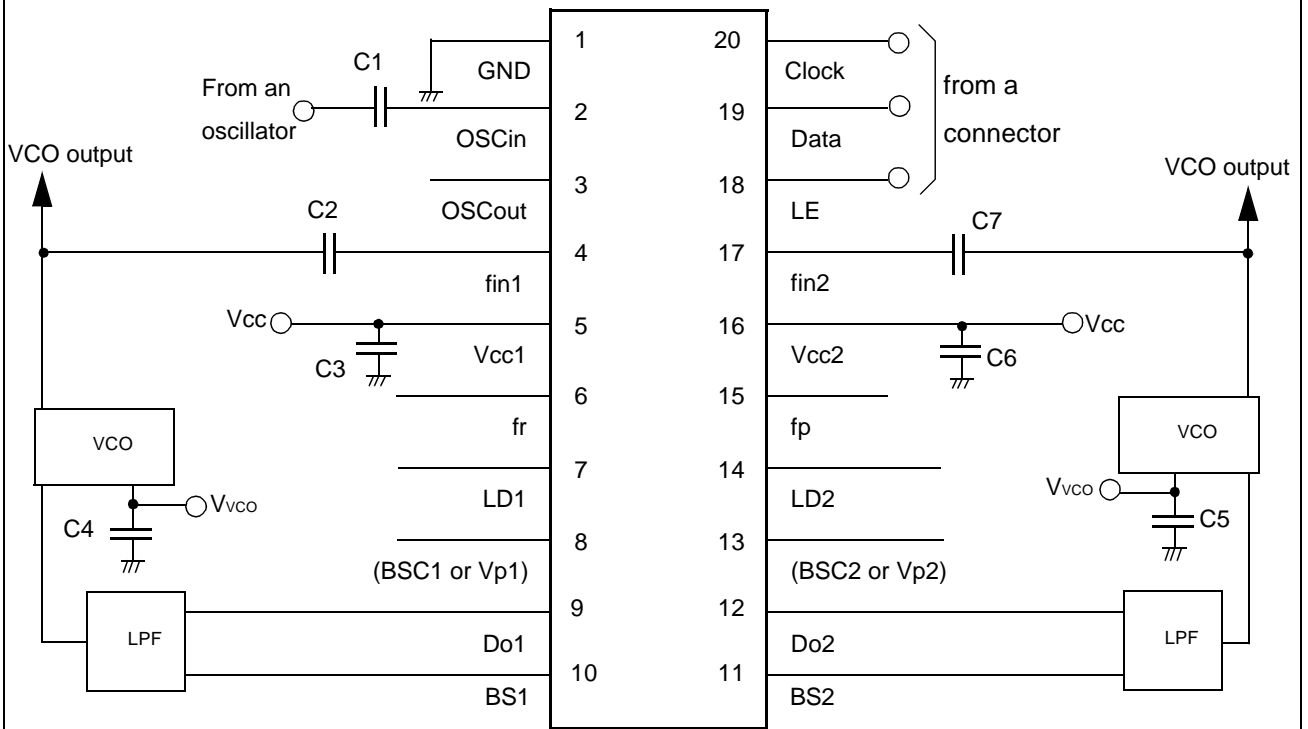 1 20
C1 GND Clock
From an from a
oscillator 2 19 connector
OSCin Data
VCO output 3 18 VCO output
C2 OSCout LE C7
4 17
fin1 fin2
Vcc 5 16 Vcc
C3 Vcc1 Vcc2 C6
6 15
fr fp
VCO VCO
7 14
VVCO LD1 LD2 VVCO
C4 C5
8 13
(BSC1 or Vp1) (BSC2 or Vp2)
9 12
LPF Do1 Do2 LPF
10 11
BS1 BS2